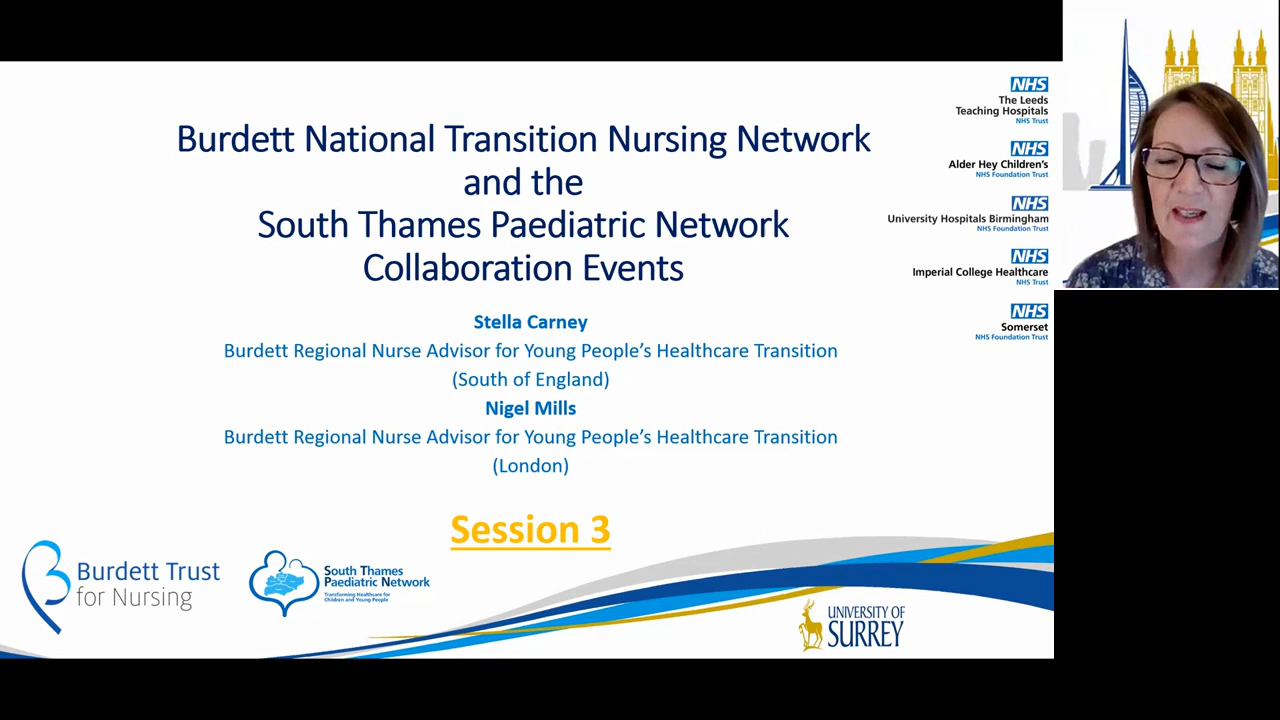 Burdett National Transition Nursing Network
and the
South Thames Paediatric Network
Collaboration Events
Stella Carney
Burdett Regional Nurse Advisor for Young People's Healthcare Transition
(South of England)
Nigel Mills
Burdett Regional Nurse Advisor for Young People's Healthcare Transition
(London)
Session 3
NHS
The Leeds
Teaching Hospitals
NHS Trust
NHS
Alder Hey Children's
NHS Foundation Trust
NHS
University Hospitals Birmingham
NHS Foundation Trust
NHS
Imperial College Healthcare
NHS Trust
NHS
Somerset
NHS Foundation Trust
Burdett Trust
for Nursing
South Thames
Paediatric Network
Transforming Healthcare for
Children and Young People
UNIVERSITY OF
SURREY